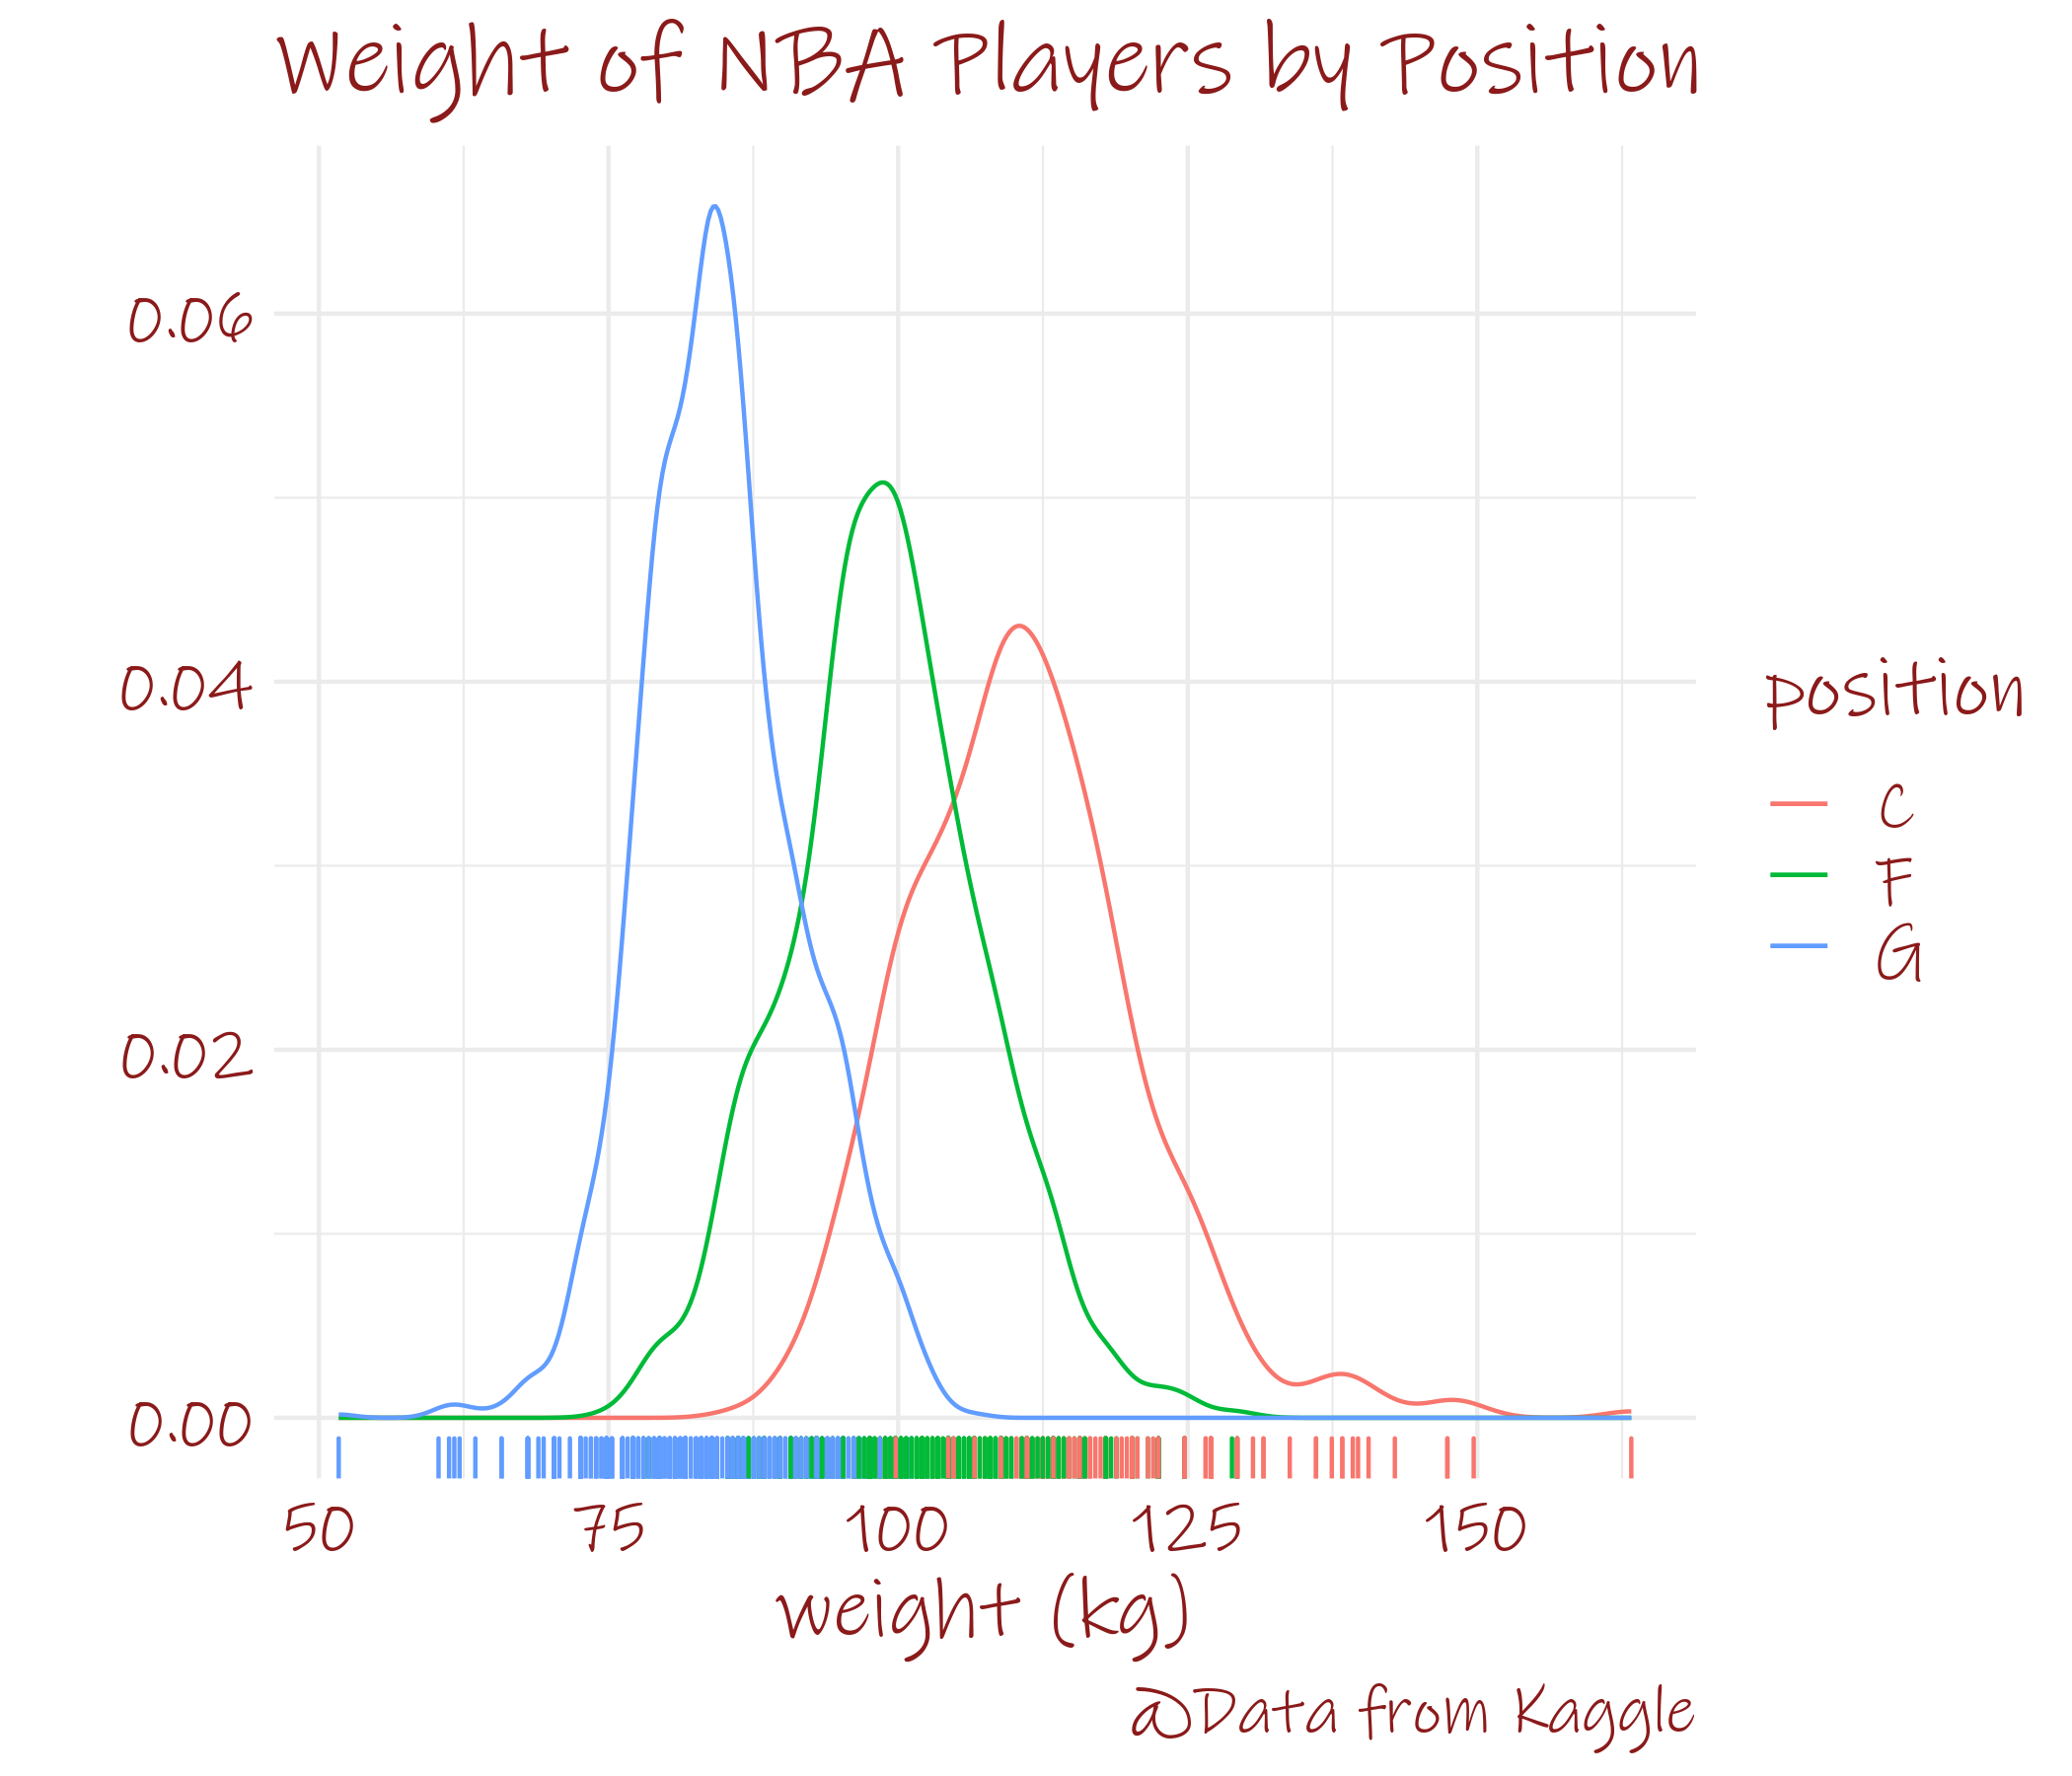 Weight of NBA Players by Position
0.06
0.04
0.02
0.00
50 75 100 125 150
weight (kg)
@Data from Kaggle
position
C
F
G